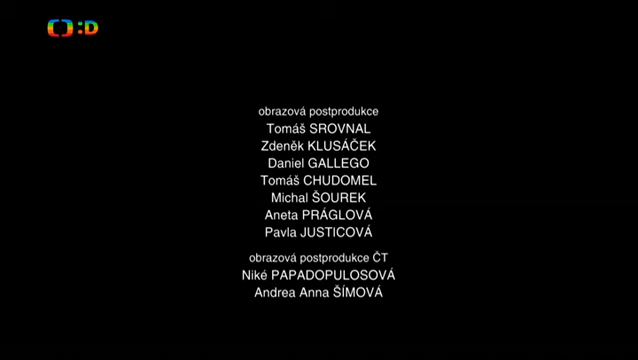 :D
obrazová postprodukce
Tomáš SROVNAL
Zdeněk KLUSÁČEK
Daniel GALLEGO
Tomáš CHUDOMEL
Michal ŠOUREK
Aneta PRÁGLOVÁ
Pavla JUSTICOVÁ
obrazová postprodukce ČT
Niké PAPADOPULOSOVÁ
Andrea Anna ŠÍMOVÁ